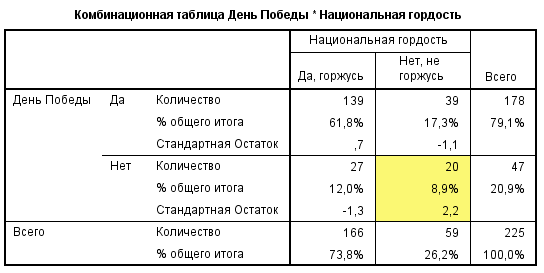 Комбинационная таблица День Победы * Национальная гордость
Национальная гордость
Да, горжусь Нет, не горжусь Всего
День Победы Да Количество 139 39 178
% общего итога 61,8% 17,3% 79,1%
Стандартная Остаток ,7 -1,1
Нет Количество 27 20 47
% общего итога 12,0% 8,9% 20,9%
Стандартная Остаток -1,3 2,2
Всего Количество 166 59 225
% общего итога 73,8% 26,2% 100,0%